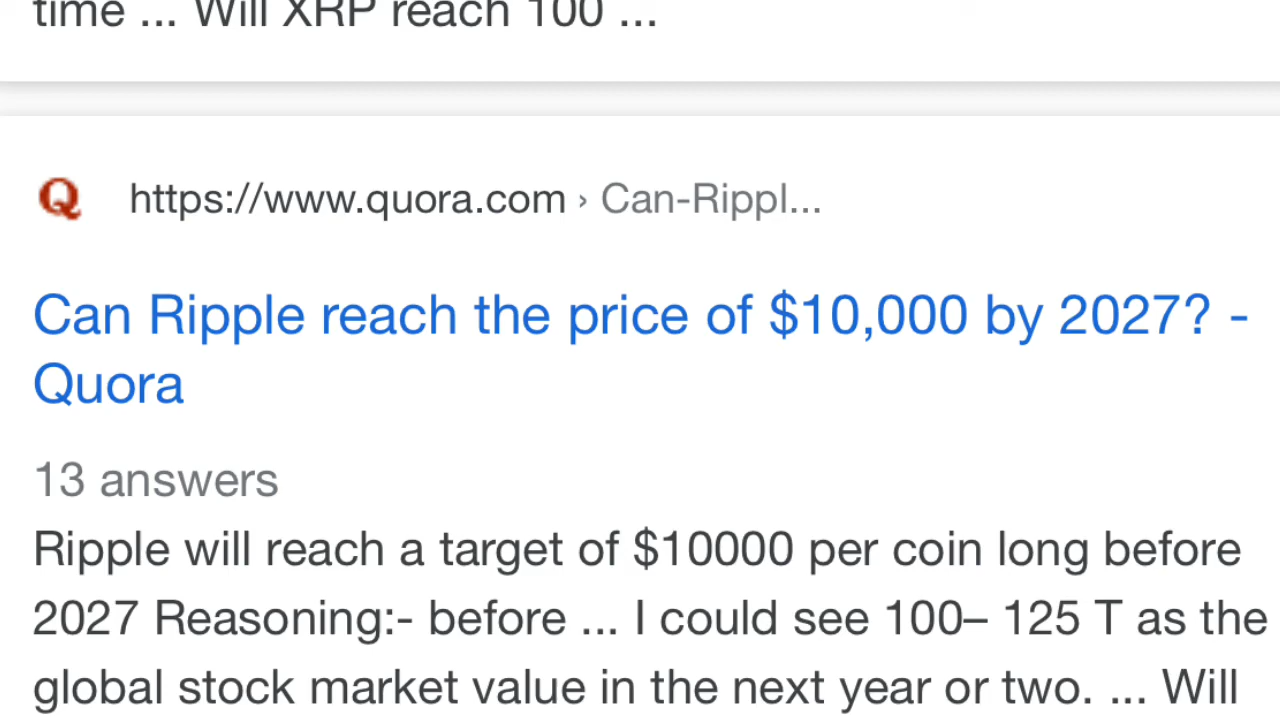 time ... Will XRP reach 100 ...
Q https://www.quora.com › Can-Rippl...
Can Ripple reach the price of $10,000 by 2027? -
Quora
13 answers
Ripple will reach a target of $10000 per coin long before
2027 Reasoning:- before ... I could see 100– 125 T as the
global stock market value in the next year or two. ... Will